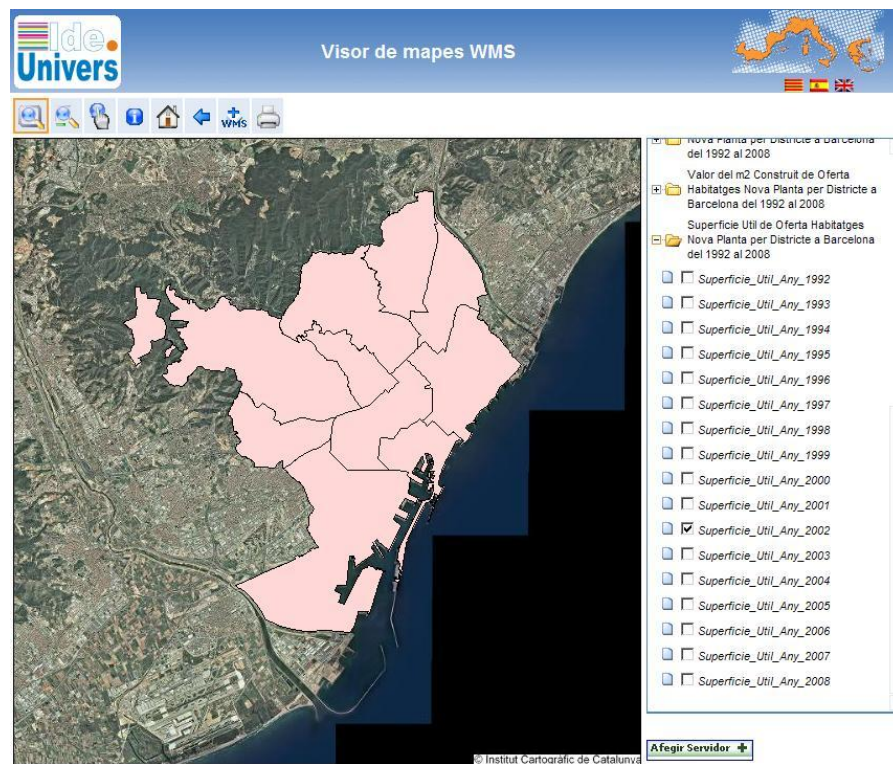 Ide.
Univers
Visor de mapes WMS
WMS
Nova Planta per Districte a Barcelona
del 1992 al 2008
Valor del m2 Construit de Oferta
Habitatges Nova Planta per Districte a
Barcelona del 1992 al 2008
Superficie Util de Oferta Habitatges
Nova Planta per Districte a Barcelona
del 1992 al 2008
Superficie_Util_Any_1992
Superficie_Util_Any_1993
Superficie_Util_Any_1994
Superficie_Util_Any_1995
Superficie_Util_Any_1996
Superficie_Util_Any_1997
Superficie_Util_Any_1998
Superficie_Util_Any_1999
Superficie_Util_Any_2000
Superficie_Util_Any_2001
Superficie_Util_Any_2002
Superficie_Util_Any_2003
Superficie_Util_Any_2004
Superficie_Util_Any_2005
Superficie_Util_Any_2006
Superficie_Util_Any_2007
Superficie_Util_Any_2008
© Institut Cartogràfic de Catalunya
Afegir Servidor +